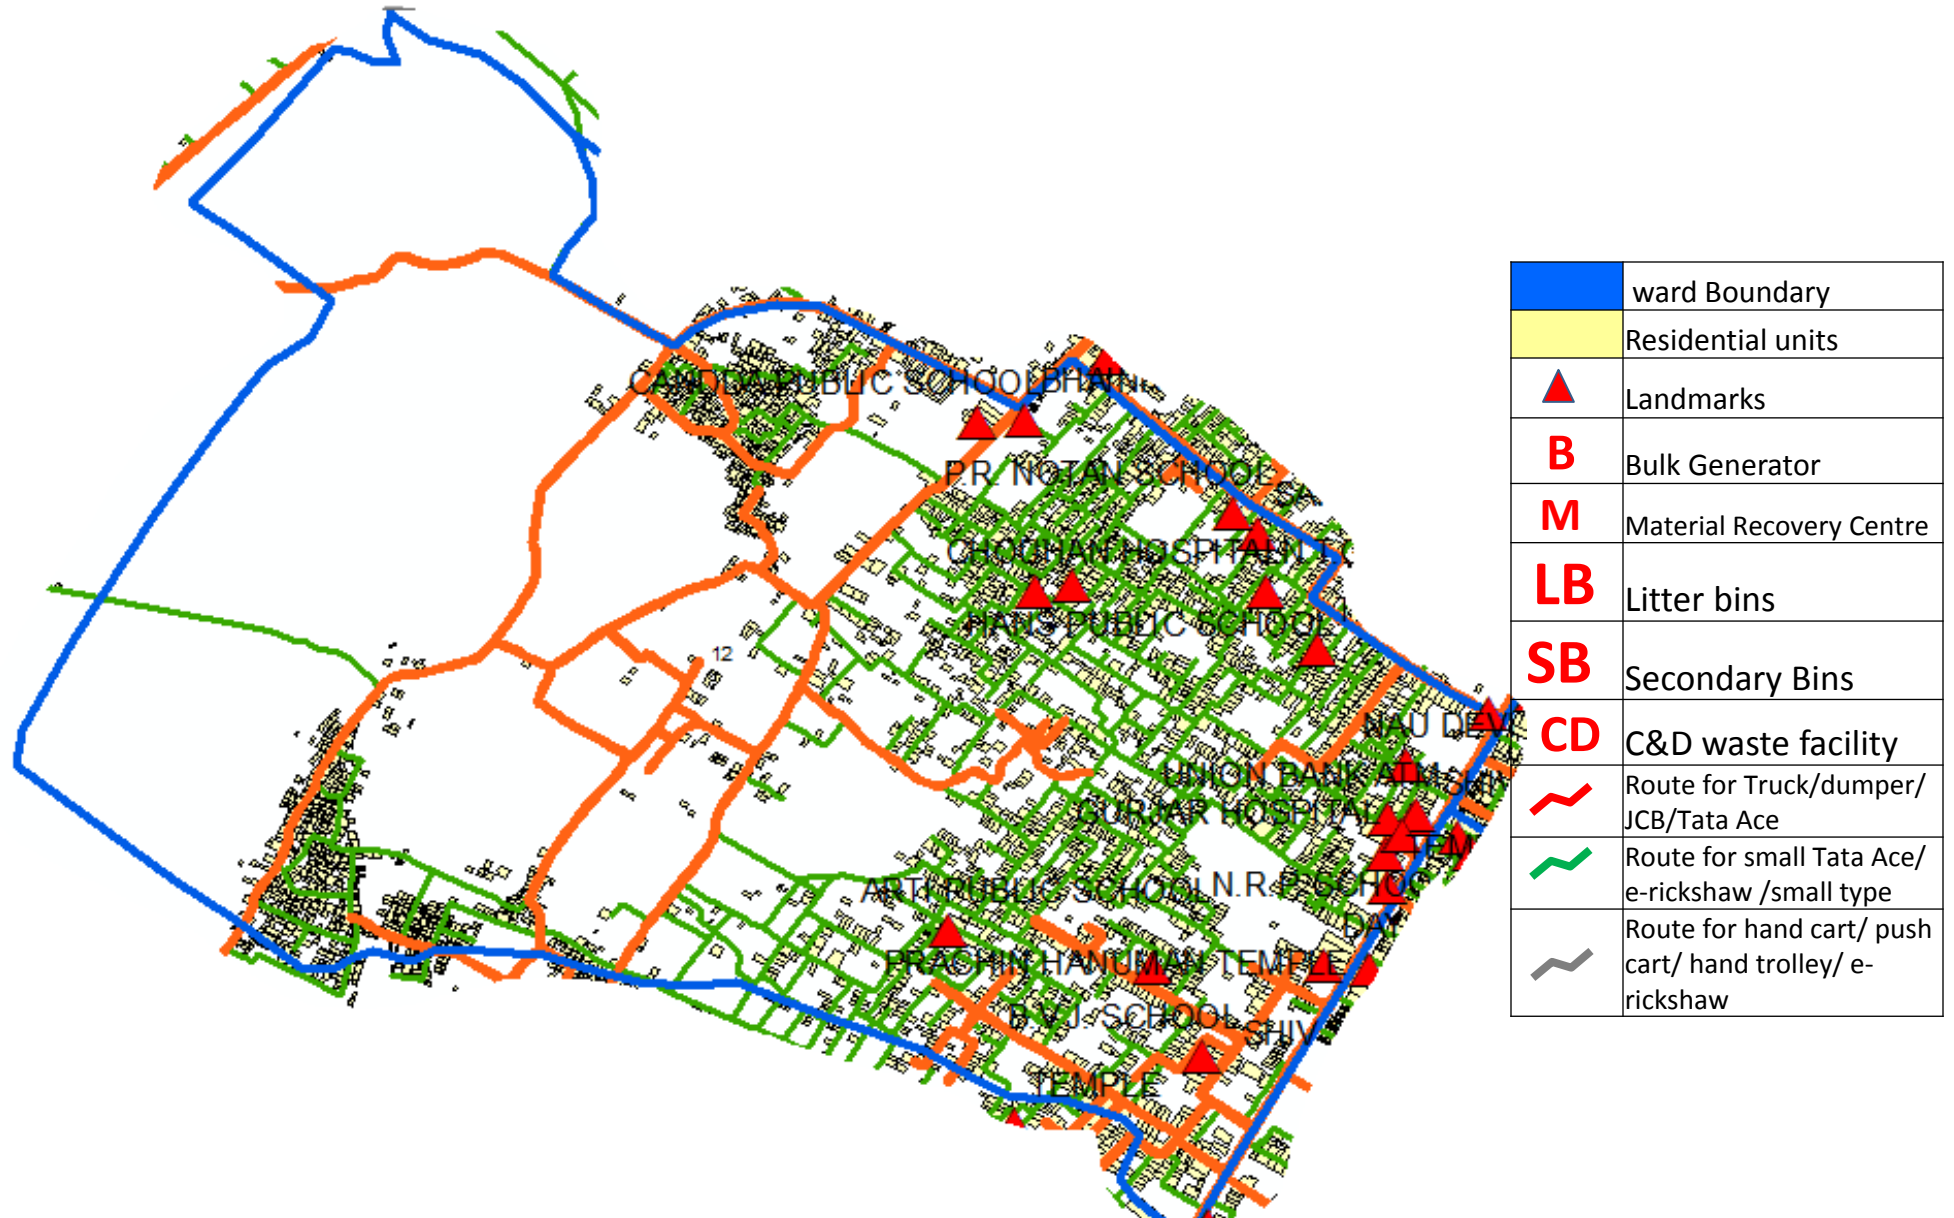 CANDDA PUBLIC SCHOOL
P.R. NOTAN SCHOOL
CHOOHAN HOSPITAL
HANS PUBLIC SCHOOL
12
NAU DEVI
UNION BANK ATM
GURJAR HOSPITAL
ARTI PUBLIC SCHOOL
PRACHIN HANUMAN TEMPLE
B.V.J. SCHOOL
SHIV
TEMPLE
ward Boundary
Residential units
Landmarks
B Bulk Generator
M Material Recovery Centre
LB Litter bins
SB Secondary Bins
CD C&D waste facility
Route for Truck/dumper/
JCB/Tata Ace
Route for small Tata Ace/
e-rickshaw /small type
Route for hand cart/ push
cart/ hand trolley/ e-
rickshaw